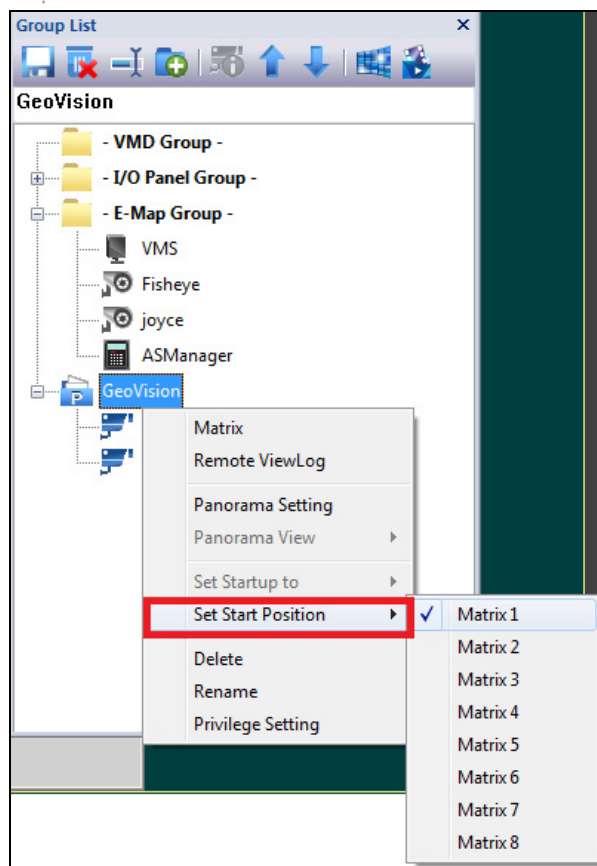 Group List
GeoVision
- VMD Group -
- I/O Panel Group -
- E-Map Group -
VMS
Fisheye
joyce
ASManager
GeoVision
Matrix
Remote ViewLog
Panorama Setting
Panorama View
Set Startup to
Set Start Position
Delete
Rename
Privilege Setting
Matrix 1
Matrix 2
Matrix 3
Matrix 4
Matrix 5
Matrix 6
Matrix 7
Matrix 8